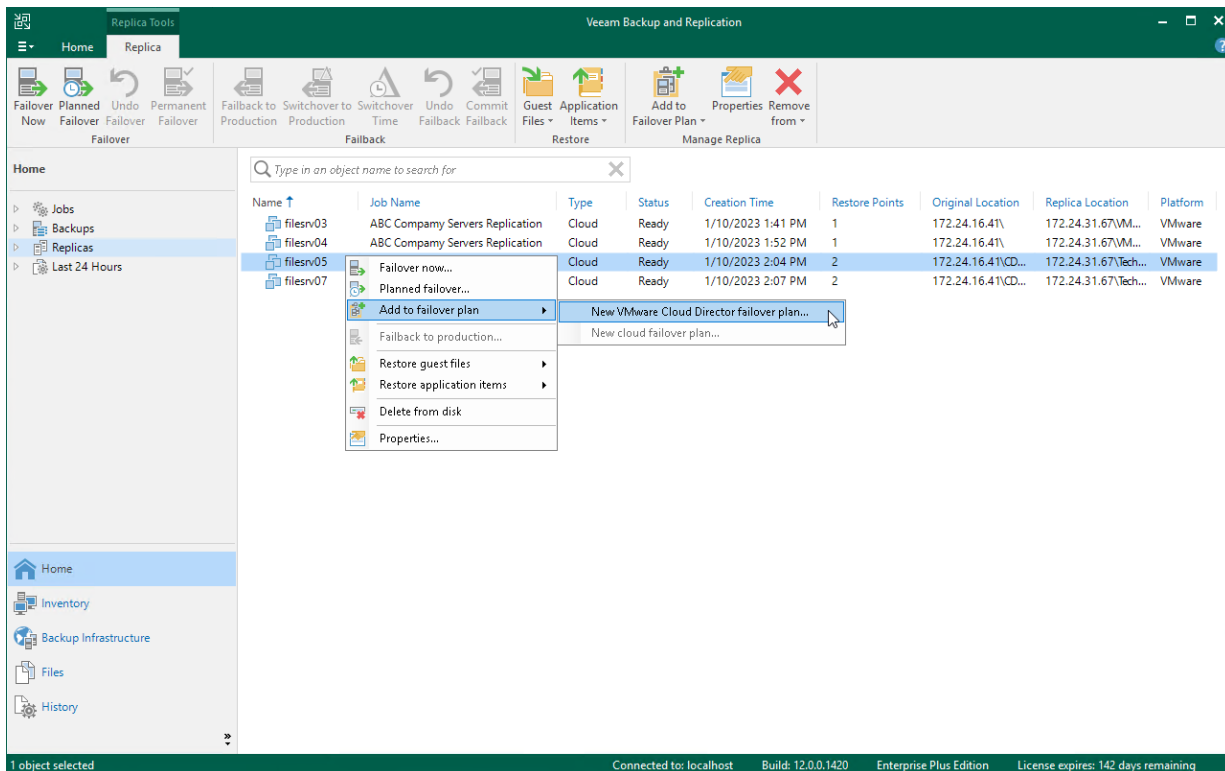 Replica Tools
Veeam Backup and Replication
Home Replica
Failover Now
Planned Failover
Undo Failover
Permanent Failover
Failover
Failback to Production
Switchover to Production
Switchover Time
Undo Failback
Commit Failback
Failback
Guest Files
Application Items
Restore
Add to Failover Plan
Properties
Remove from
Manage Replica
Home
Jobs
Backups
Replicas
Last 24 Hours
Type in an object name to search for
Name Job Name Type Status Creation Time Restore Points Original Location Replica Location Platform
filesrv03 ABC Compamy Servers Replication Cloud Ready 1/10/2023 1:41 PM 1 172.24.16.41\ 172.24.31.67\VM... VMware
filesrv04 ABC Compamy Servers Replication Cloud Ready 1/10/2023 1:52 PM 1 172.24.16.41\ 172.24.31.67\VM... VMware
filesrv05 Cloud Ready 1/10/2023 2:04 PM 2 172.24.16.41\CD... 172.24.31.67\Tech... VMware
filesrv07 Cloud Ready 1/10/2023 2:07 PM 2 172.24.16.41\CD... 172.24.31.67\Tech... VMware
Failover now...
Planned failover...
Add to failover plan
New VMware Cloud Director failover plan...
New cloud failover plan...
Failback to production...
Restore guest files
Restore application items
Delete from disk
Properties...
Home
Inventory
Backup Infrastructure
Files
History
1 object selected
Connected to: localhost Build: 12.0.0.1420 Enterprise Plus Edition License expires: 142 days remaining